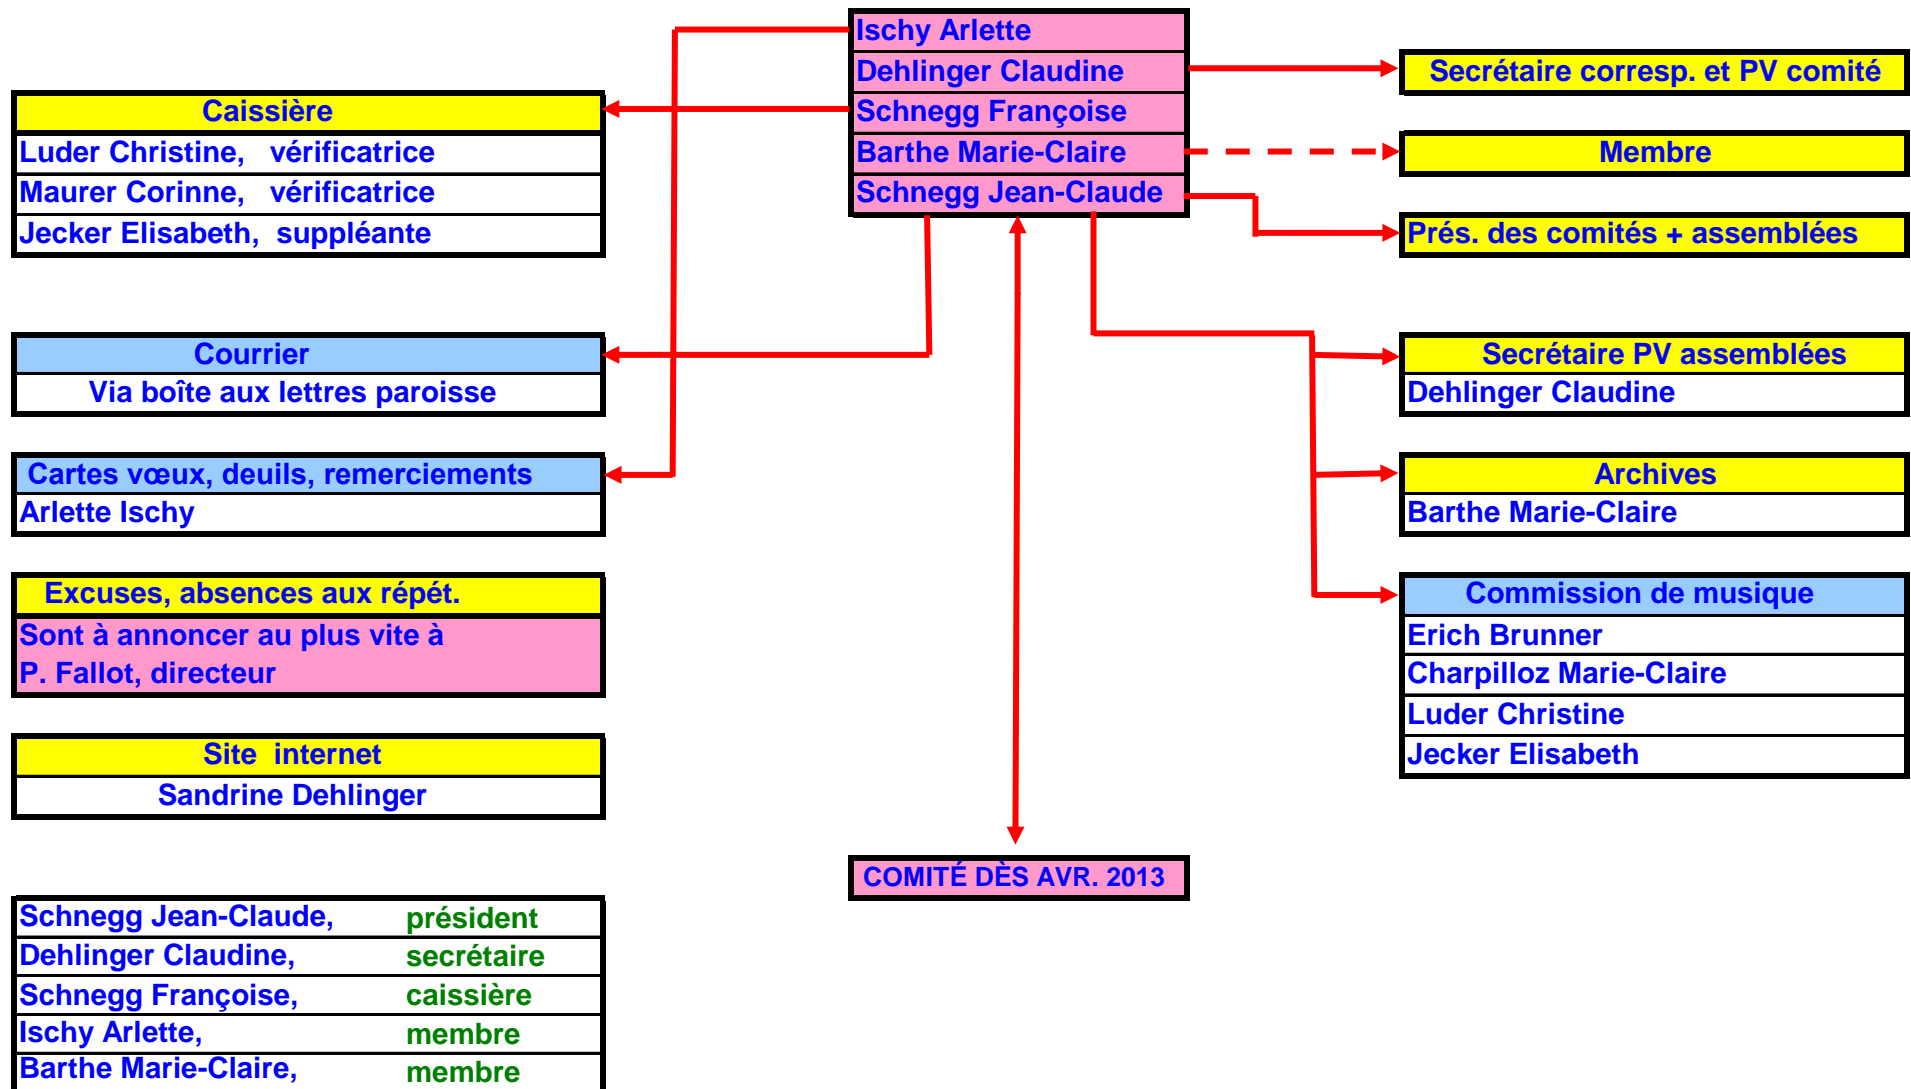 Ischy Arlette
Dehlinger Claudine
Schnegg Françoise
Barthe Marie-Claire
Schnegg Jean-Claude
Caissière
Luder Christine, vérificatrice
Maurer Corinne, vérificatrice
Jecker Elisabeth, suppléante
Courrier
Via boîte aux lettres paroisse
Cartes vœux, deuils, remerciements
Arlette Ischy
Excuses, absences aux répét.
Sont à annoncer au plus vite à
P. Fallot, directeur
Site internet
Sandrine Dehlinger
Secrétaire corresp. et PV comité
Membre
Prés. des comités + assemblées
Secrétaire PV assemblées
Dehlinger Claudine
Archives
Barthe Marie-Claire
Commission de musique
Erich Brunner
Charpilloz Marie-Claire
Luder Christine
Jecker Elisabeth
COMITÉ DÈS AVR. 2013
Schnegg Jean-Claude, président
Dehlinger Claudine, secrétaire
Schnegg Françoise, caissière
Ischy Arlette, membre
Barthe Marie-Claire, membre